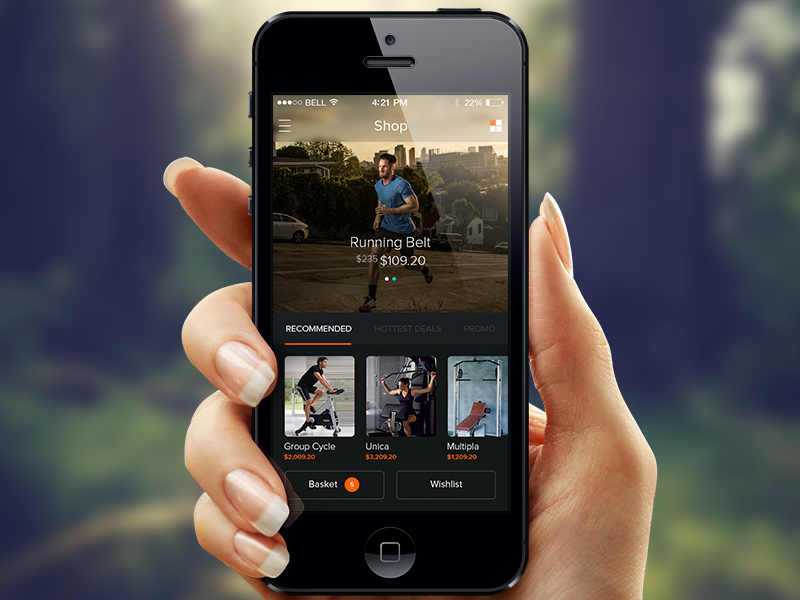 BELL 4:21 PM 22%
Shop
Running Belt
$235 $109.20
RECOMMENDED HOTTEST DEALS PROMO
Group Cycle Unica Multipla
$2,009.20 $3,209.20 $1,209.20
Basket 5 Wishlist